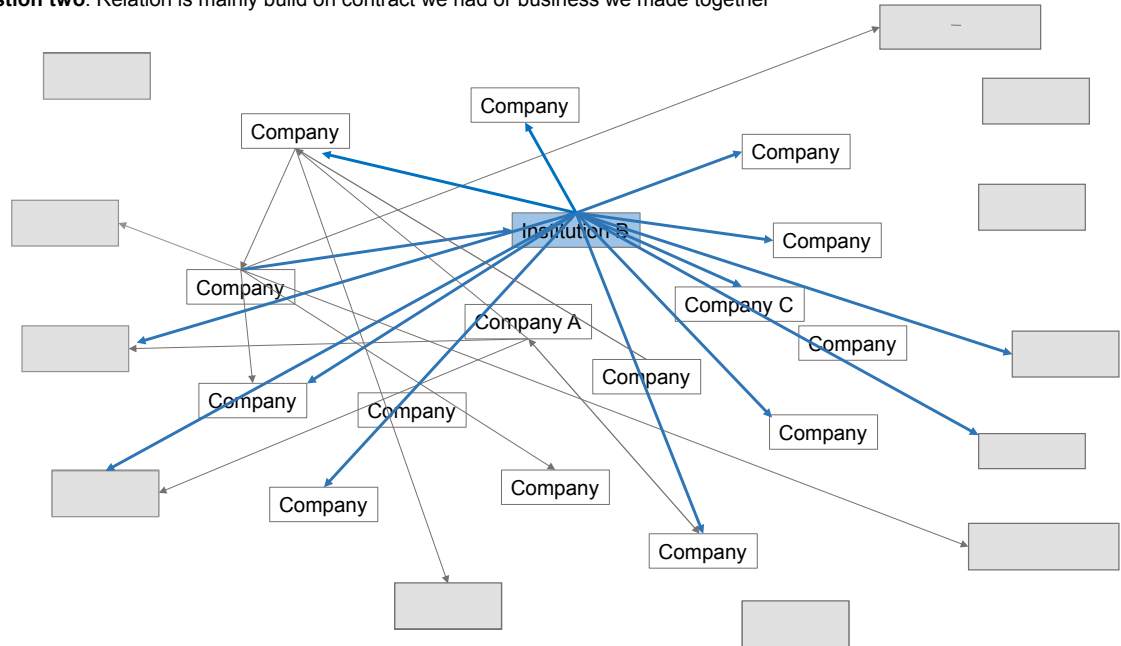 stion two: Relation is mainly build on contract we had or business we made together
Company
Company
Company
Institution B
Company
Company
Company C
Company A
Company
Company
Company
Company
Company
Company
Company
Company